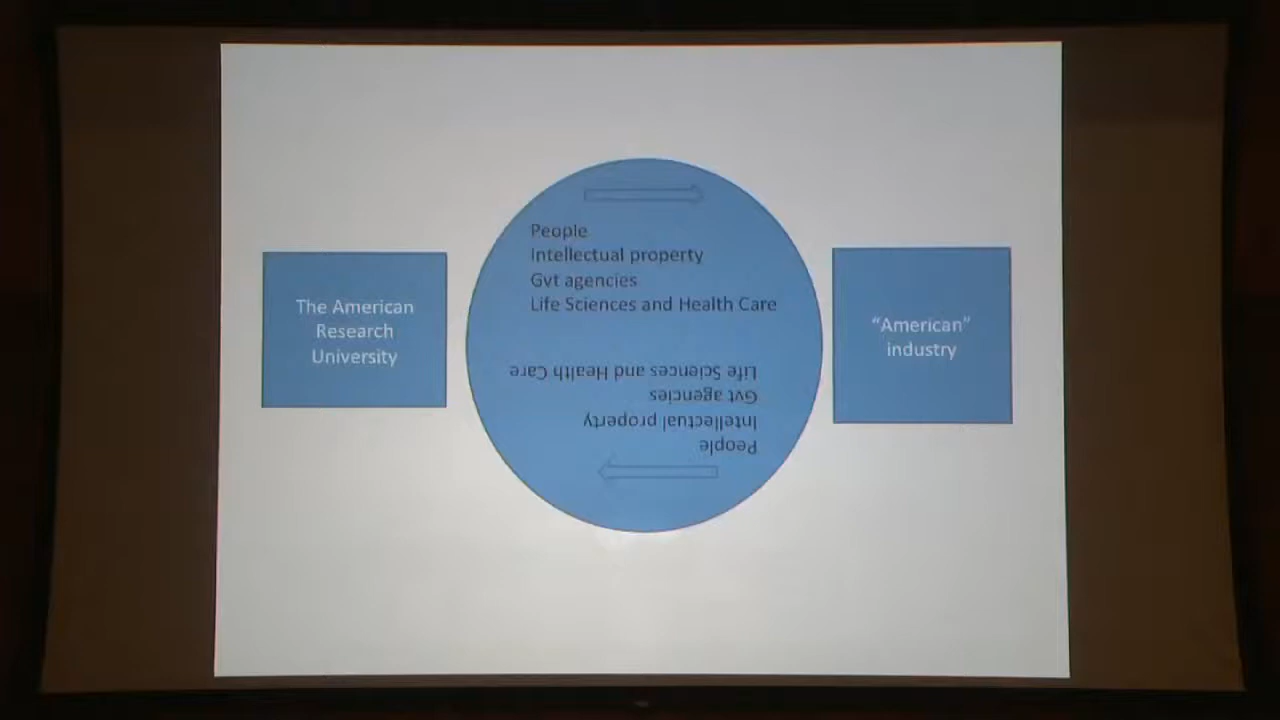 The American
Research
University
People
Intellectual property
Gvt agencies
Life Sciences and Health Care
People
Intellectual property
Gvt agencies
Life Sciences and Health Care
“American”
industry